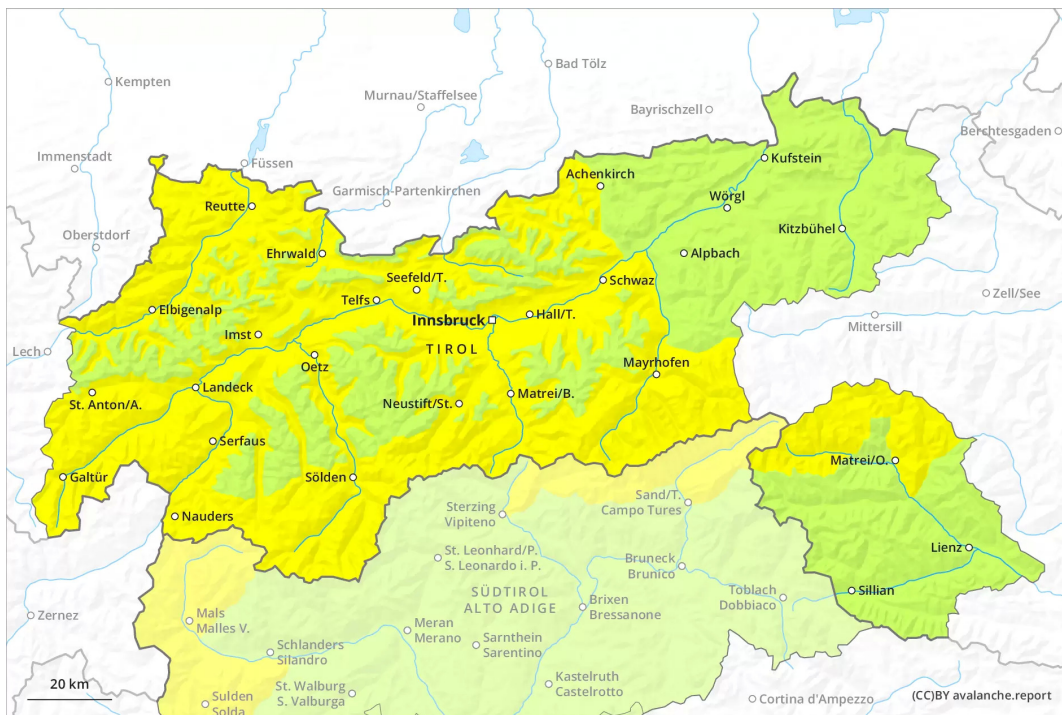 Kempten
Bad Tölz
Murnau/Staffelsee
Bayrischzell
Berchtesgaden
Immenstadt
Füssen
Kufstein
Garmisch-Partenkirchen
Achenkirch
Reutte
Wörgl
Oberstdorf
Kitzbühel
Ehrwald
Alpbach
Seefeld/T.
Schwaz
Telfs
Zell/See
Elbigenalp
Innsbruck
Hall/T.
Mittersill
Imst
Lech
TIROL
Oetz
Mayrhofen
Landeck
St. Anton/A.
Neustift/St.
Matrei/B.
Serfaus
Matrei/O.
Galtür
Sölden
Sand/T.
Campo Tures
Sterzing
Vipiteno
Nauders
Lienz
St. Leonhard/P.
S. Leonardo i. P.
Bruneck
Brunico
Sillian
SÜDTIROL
ALTO ADIGE
Toblach
Dobbiaco
Zernez
Mals
Malles V.
Brixen
Bressanone
Meran
Merano
Schlanders
Silandro
Sarnthein
Sarentino
Kastelruth
Castelrotto
20 km
St. Walburg
S. Valburga
Sulden
Solda
Cortina d'Ampezzo
(CC)BY avalanche.report